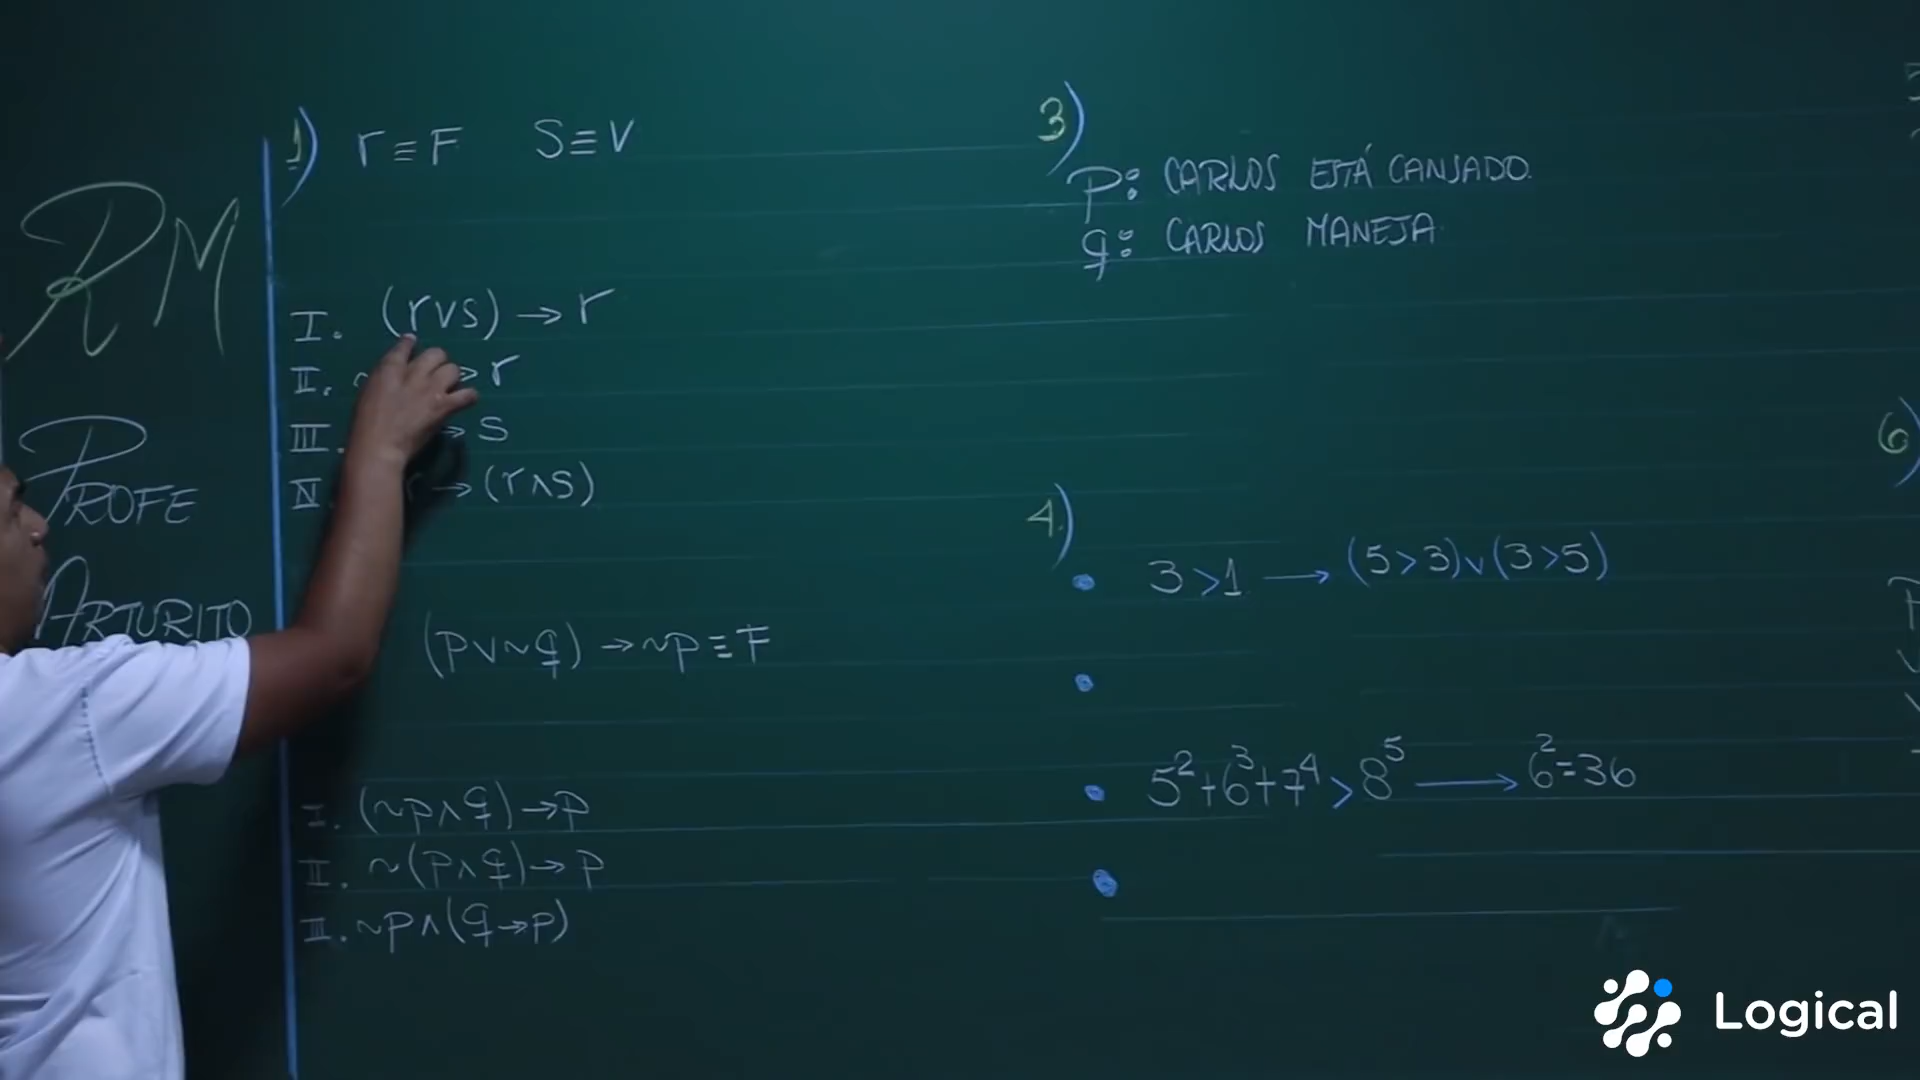 RM
PROFE
ARTURITO
1) r ≡ F S ≡ V
I. (r∨s) → r
II. ~ → r
III. → s
IV. r → (r∧s)
(p∨~q) → ~p ≡ F
I. (~p∧q) → p
II. ~(p∧q) → p
III. ~p∧(q→p)
3)
p: CARLOS ESTÁ CANSADO.
q: CARLOS MANEJA
4)
• 3 > 1 → (5 > 3) ∨ (3 > 5)
•
• 5² + 6³ + 7⁴ > 8⁵ → 6² = 36
•
6)
Logical